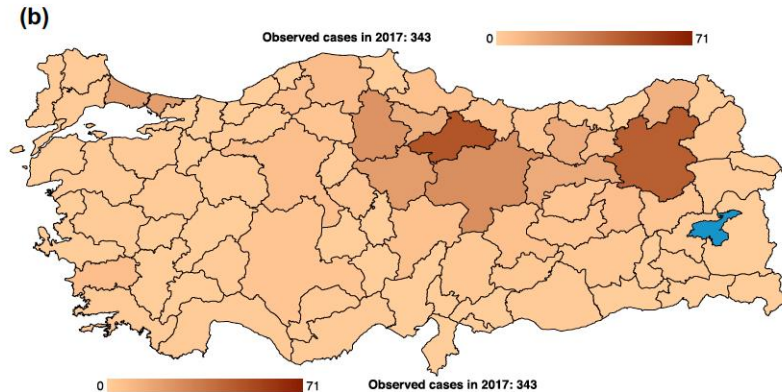 (b)
Observed cases in 2017: 343
0 71
0 71 Observed cases in 2017: 343